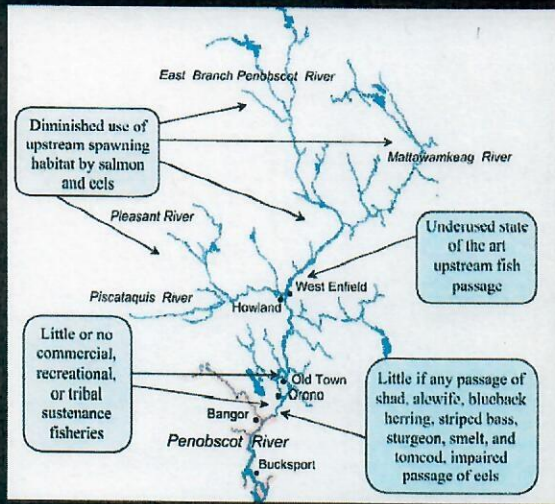 East Branch Penobscot River
Diminished use of
upstream spawning
habitat by salmon
and eels
Mattawamkeag River
Pleasant River
Underused state
of the art
upstream fish
passage
West Enfield
Howland
Piscataquis River
Little or no
commercial,
recreational,
or tribal
sustenance
fisheries
Old Town
Orono
Bangor
Penobscot River
Bucksport
Little if any passage of
shad, alewife, blueback
herring, striped bass,
sturgeon, smelt, and
tomcod, impaired
passage of eels